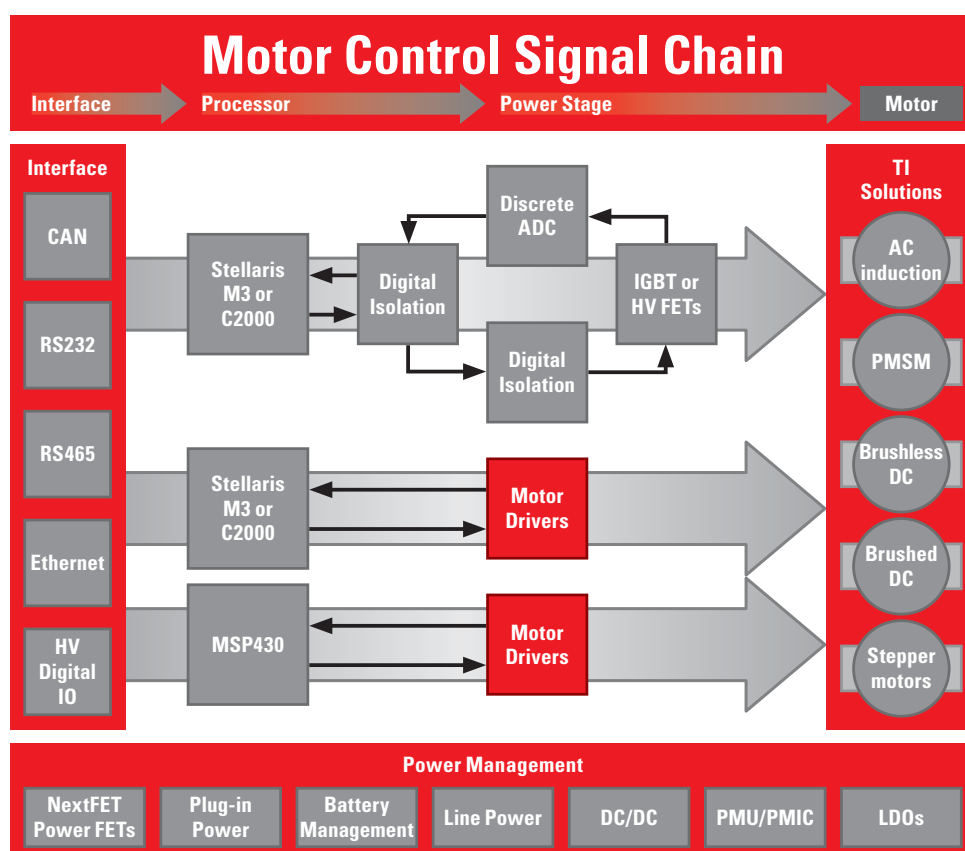 Motor Control Signal Chain
Interface
Processor
Power Stage
Motor
Interface
CAN
RS232
RS465
Ethernet
HV
Digital
IO
Stellaris
M3 or
C2000
Digital
Isolation
Discrete
ADC
Digital
Isolation
IGBT or
HV FETs
Stellaris
M3 or
C2000
Motor
Drivers
MSP430
Motor
Drivers
TI
Solutions
AC
induction
PMSM
Brushless
DC
Brushed
DC
Stepper
motors
Power Management
NextFET
Power FETs
Plug-in
Power
Battery
Management
Line Power
DC/DC
PMU/PMIC
LDOs